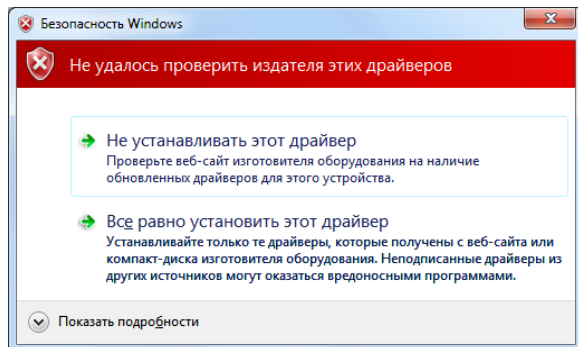 Безопасность Windows
Не удалось проверить издателя этих драйверов
Не устанавливать этот драйвер
Проверьте веб-сайт изготовителя оборудования на наличие
обновленных драйверов для этого устройства.
Все равно установить этот драйвер
Устанавливайте только те драйверы, которые получены с веб-сайта или
компакт-диска изготовителя оборудования. Неподписанные драйверы из
других источников могут оказаться вредоносными программами.
Показать подробности